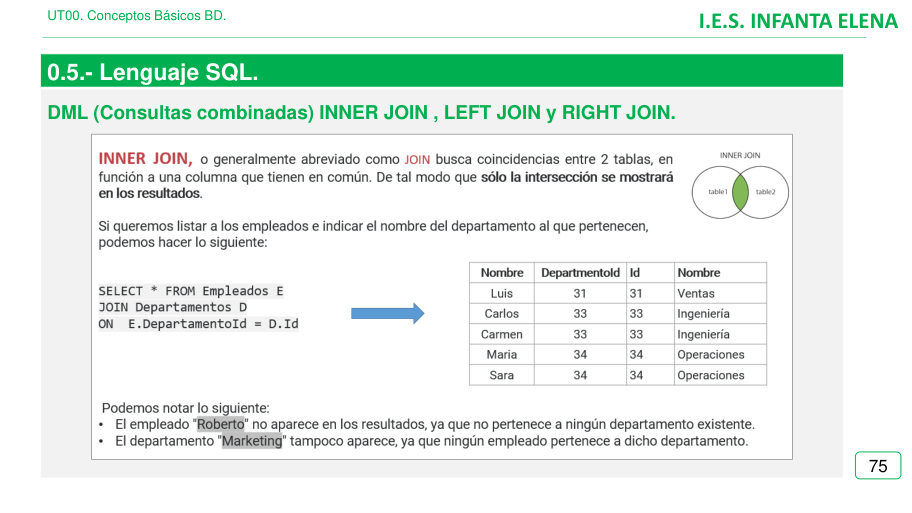 UT00. Conceptos Básicos BD.
I.E.S. INFANTA ELENA
0.5.- Lenguaje SQL.
DML (Consultas combinadas) INNER JOIN , LEFT JOIN y RIGHT JOIN.
INNER JOIN, o generalmente abreviado como JOIN busca coincidencias entre 2 tablas, en
función a una columna que tienen en común. De tal modo que sólo la intersección se mostrará
en los resultados.
INNER JOIN
table1 table2
Si queremos listar a los empleados e indicar el nombre del departamento al que pertenecen,
podemos hacer lo siguiente:
SELECT * FROM Empleados E
JOIN Departamentos D
ON E.DepartamentoId = D.Id
Nombre DepartmentoId Id Nombre
Luis 31 31 Ventas
Carlos 33 33 Ingeniería
Carmen 33 33 Ingeniería
Maria 34 34 Operaciones
Sara 34 34 Operaciones
Podemos notar lo siguiente:
• El empleado "Roberto" no aparece en los resultados, ya que no pertenece a ningún departamento existente.
• El departamento "Marketing" tampoco aparece, ya que ningún empleado pertenece a dicho departamento.
75